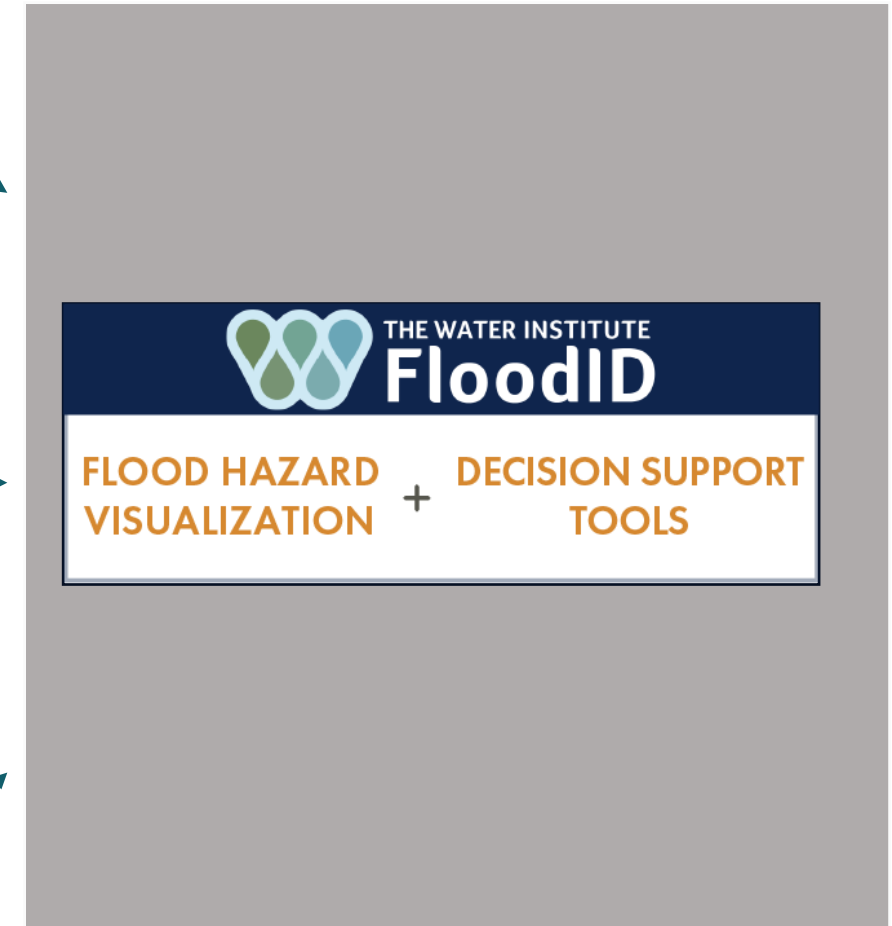 THE WATER INSTITUTE
FloodID
FLOOD HAZARD
VISUALIZATION
+
DECISION SUPPORT
TOOLS